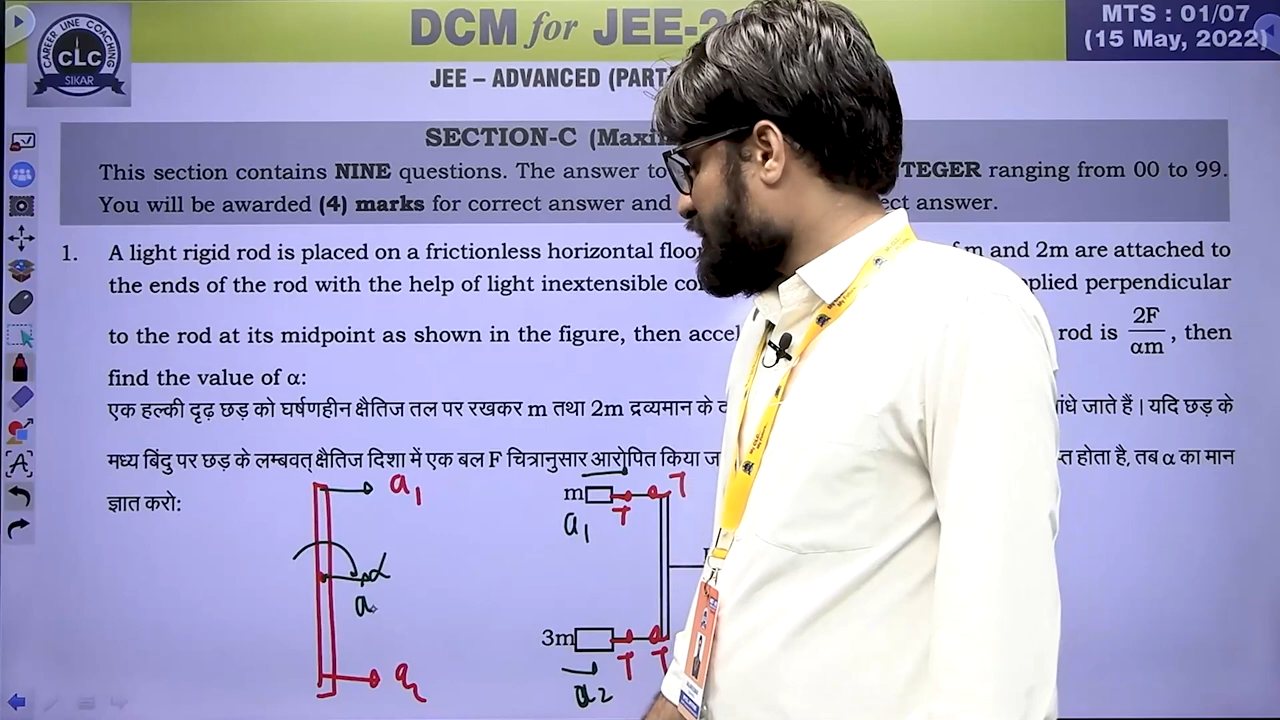 DCM for JEE-2
MTS : 01/07
(15 May, 2022)
CAREER LINE COACHING
CLC
SIKAR
JEE – ADVANCED (PART
SECTION-C (Maxi
This section contains NINE questions. The answer to TEGER ranging from 00 to 99.
You will be awarded (4) marks for correct answer and ect answer.
1. A light rigid rod is placed on a frictionless horizontal floo m and 2m are attached to
the ends of the rod with the help of light inextensible co pplied perpendicular
to the rod at its midpoint as shown in the figure, then accel rod is 2F/αm, then
find the value of α:
एक हल्की दृढ़ छड़ को घर्षणहीन क्षैतिज तल पर रखकर m तथा 2m द्रव्यमान के द ांधे जाते हैं | यदि छड़ के
मध्य बिंदु पर छड़ के लम्बवत् क्षैतिज दिशा में एक बल F चित्रानुसार आरोपित किया ज त होता है, तब α का मान
ज्ञात करो:
a1
m
T
T
a1
α
a
3m
T
T
a2
a2